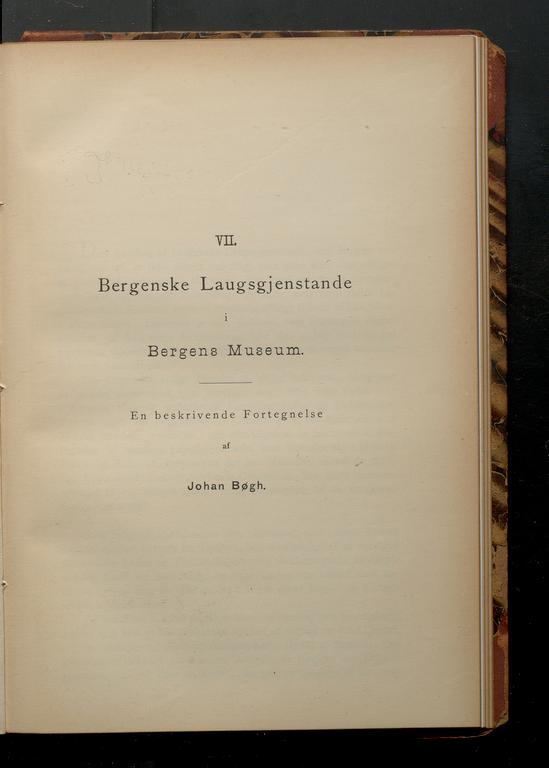 VII.
Bergenske Laugsgjenstande
i
Bergens Museum.
En beskrivende Fortegnelse
af
Johan Bøgh.